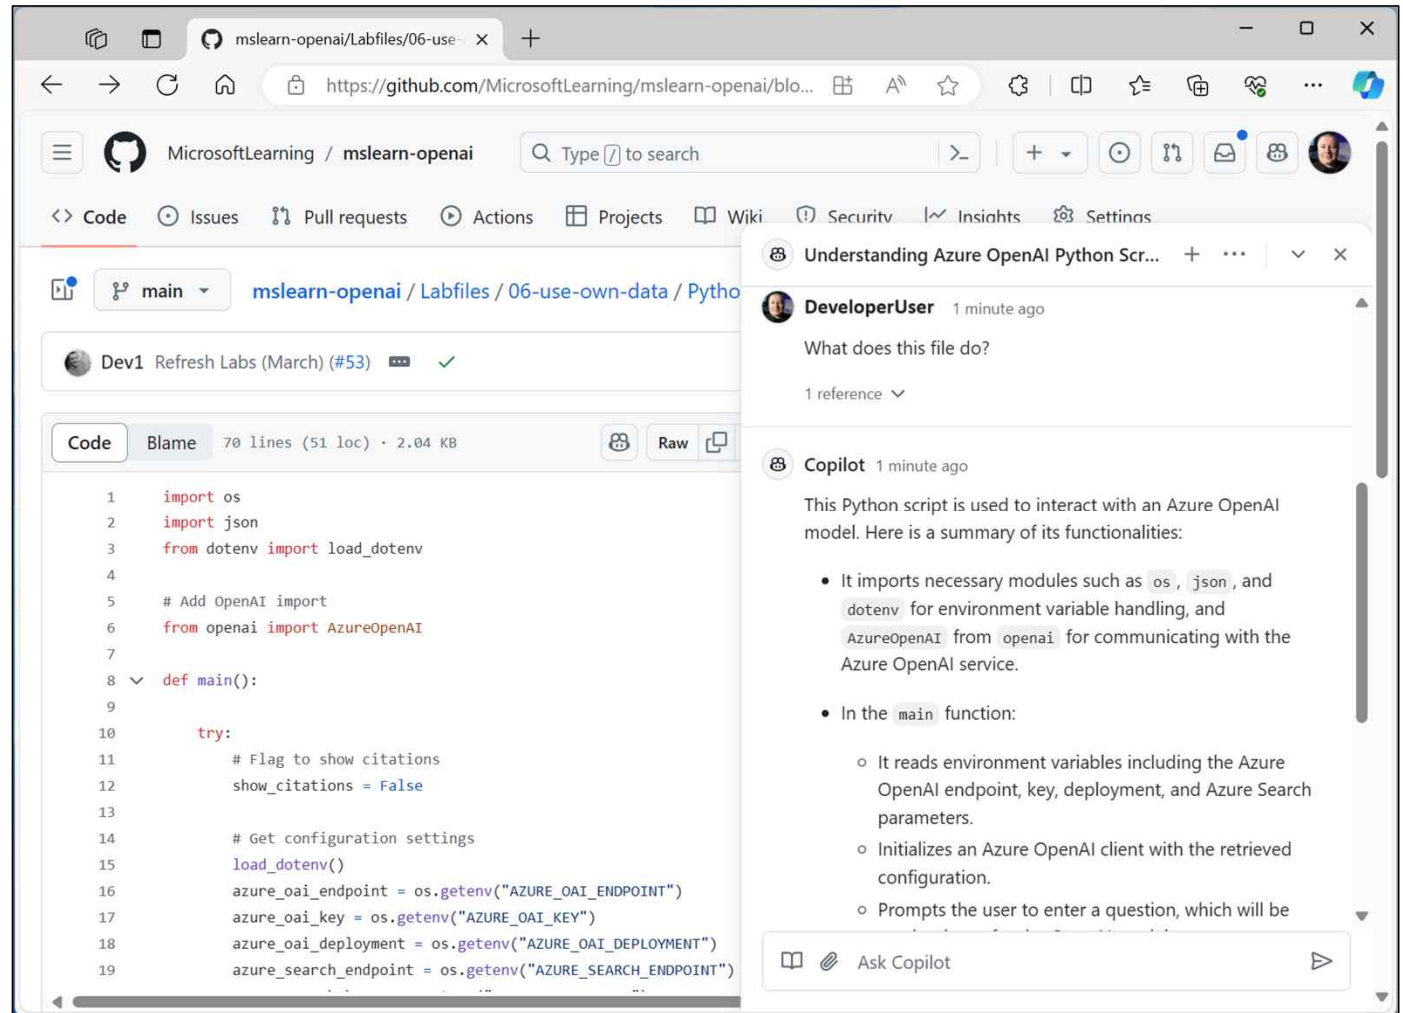 mslearn-openai/Labfiles/06-use-
https://github.com/MicrosoftLearning/mslearn-openai/blo...
MicrosoftLearning / mslearn-openai
Type / to search
Code Issues Pull requests Actions Projects Wiki Security Insights Settings
main
mslearn-openai / Labfiles / 06-use-own-data / Pytho
Dev1 Refresh Labs (March) (#53)
Code Blame 70 lines (51 loc) · 2.04 KB Raw
1 import os
2 import json
3 from dotenv import load_dotenv
4
5 # Add OpenAI import
6 from openai import AzureOpenAI
7
8 def main():
9
10 try:
11 # Flag to show citations
12 show_citations = False
13
14 # Get configuration settings
15 load_dotenv()
16 azure_oai_endpoint = os.getenv("AZURE_OAI_ENDPOINT")
17 azure_oai_key = os.getenv("AZURE_OAI_KEY")
18 azure_oai_deployment = os.getenv("AZURE_OAI_DEPLOYMENT")
19 azure_search_endpoint = os.getenv("AZURE_SEARCH_ENDPOINT")
Understanding Azure OpenAI Python Scr...
DeveloperUser 1 minute ago
What does this file do?
1 reference
Copilot 1 minute ago
This Python script is used to interact with an Azure OpenAI
model. Here is a summary of its functionalities:
• It imports necessary modules such as os, json, and
dotenv for environment variable handling, and
AzureOpenAI from openai for communicating with the
Azure OpenAI service.
• In the main function:
○ It reads environment variables including the Azure
OpenAI endpoint, key, deployment, and Azure Search
parameters.
○ Initializes an Azure OpenAI client with the retrieved
configuration.
○ Prompts the user to enter a question, which will be
Ask Copilot